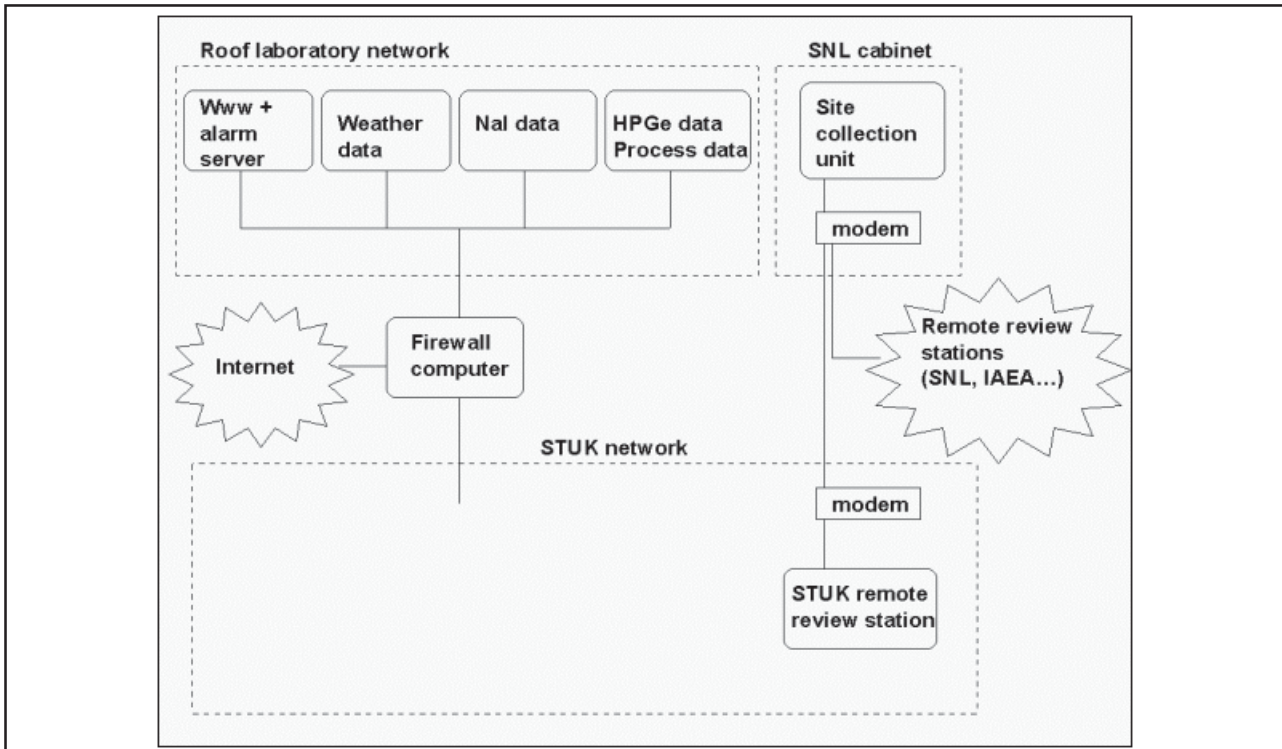 Roof laboratory network
SNL cabinet
Www +
alarm
server
Weather
data
NaI data
HPGe data
Process data
Site
collection
unit
modem
Internet
Firewall
computer
Remote review
stations
(SNL, IAEA...)
STUK network
modem
STUK remote
review station